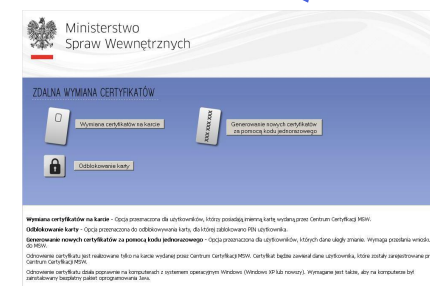 Ministerstwo
Spraw Wewnętrznych
ZDALNA WYMIANA CERTYFIKATÓW
Wymiana certyfikatów na karcie
XXX XXX XXX
Generowanie nowych certyfikatów
za pomocą kodu jednorazowego
Odblokowanie karty
Wymiana certyfikatów na karcie - Opcja przeznaczona dla użytkowników, którzy posiadają imienną kartę wydaną przez Centrum Certyfikacji MSW.
Odblokowanie karty - Opcja przeznaczona do odblokowywania karty, dla której zablokowano PIN użytkownika.
Generowanie nowych certyfikatów za pomocą kodu jednorazowego - Opcja przeznaczona dla użytkowników, których dane uległy zmianie. Wymaga przesłania wniosku
do MSW.
Odnowienie certyfikatu jest realizowane tylko na karcie wydanej przez Centrum Certyfikacji MSW. Certyfikat będzie zawierał dane użytkownika, które zostały zarejestrowane pr
Centrum Certyfikacji MSW.
Odnowienie certyfikatu działa poprawnie na komputerach z systemem operacyjnym Windows (Windows XP lub nowszy). Wymagane jest także, aby na komputerze był
zainstalowany bezpłatny pakiet oprogramowania Java.